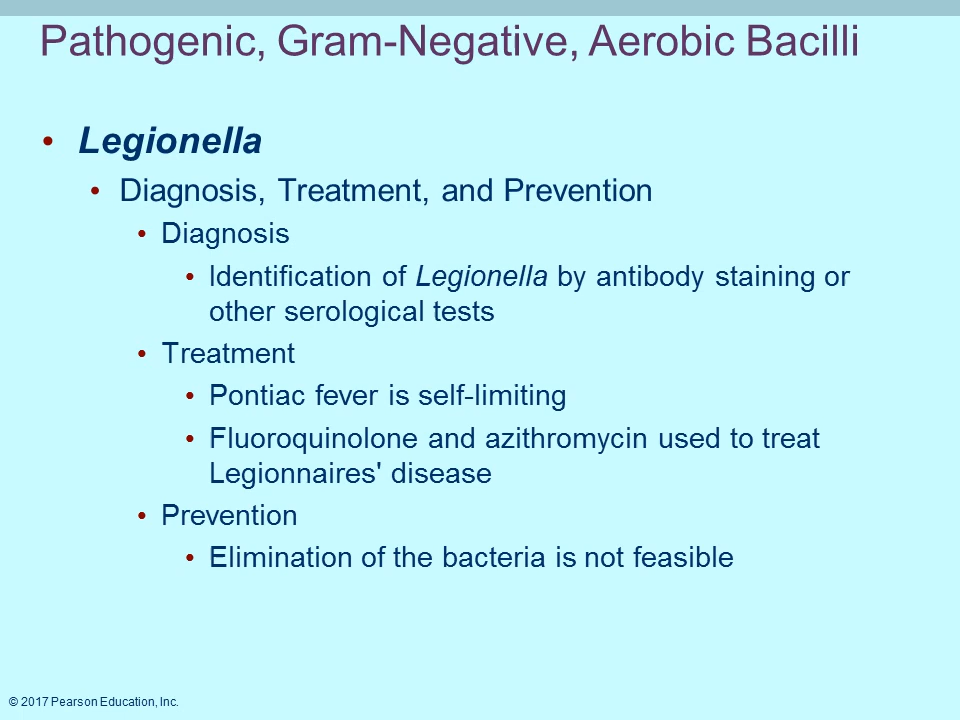 Pathogenic, Gram-Negative, Aerobic Bacilli
• Legionella
• Diagnosis, Treatment, and Prevention
• Diagnosis
• Identification of Legionella by antibody staining or
other serological tests
• Treatment
• Pontiac fever is self-limiting
• Fluoroquinolone and azithromycin used to treat
Legionnaires' disease
• Prevention
• Elimination of the bacteria is not feasible
© 2017 Pearson Education, Inc.